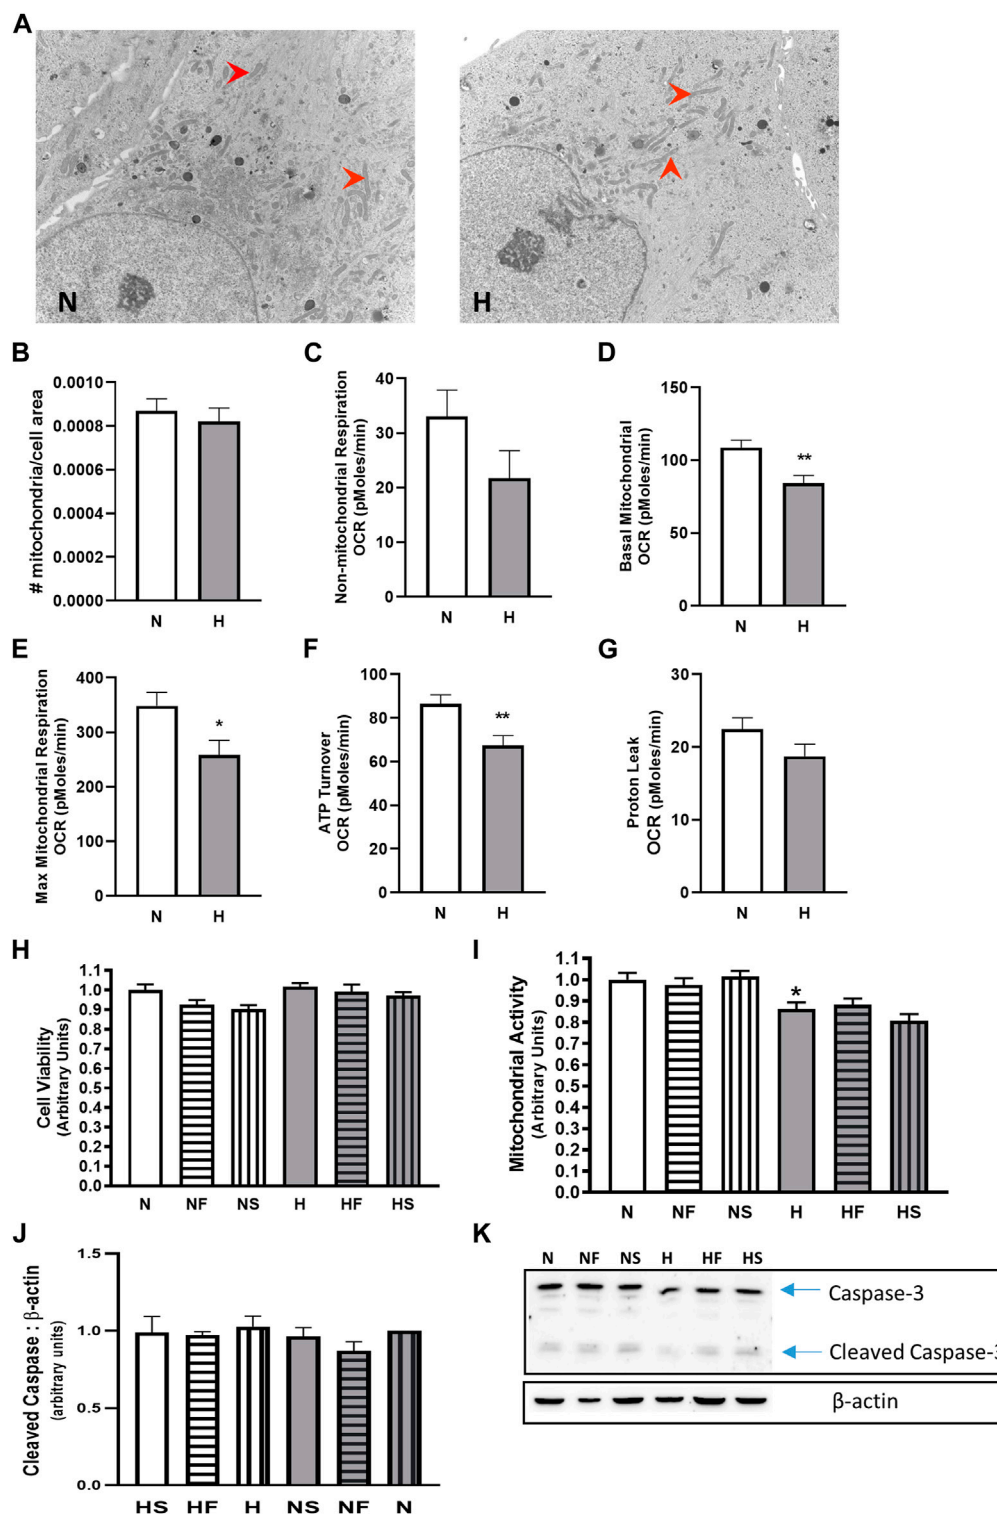 A
N
H
B
C
D
# mitochondria/cell area
0.0010
0.0008
0.0006
0.0004
0.0002
0.0000
N H
Non-mitochondrial Respiration
OCR (pMoles/min)
40
30
20
10
0
N H
Basal Mitochondrial
OCR (pMoles/min)
150
100
50
0
**
N H
E
F
G
Max Mitochondrial Respiration
OCR (pMoles/min)
400
300
200
100
0
*
N H
ATP Turnover
OCR (pMoles/min)
100
80
60
40
20
0
**
N H
Proton Leak
OCR (pMoles/min)
30
20
10
0
N H
H
I
Cell Viability
(Arbitrary Units)
1.1
1.0
0.9
0.8
0.7
0.6
0.5
0.4
0.3
0.2
0.1
0.0
N NF NS H HF HS
Mitochondrial Activity
(Arbitrary Units)
1.1
1.0
0.9
0.8
0.7
0.6
0.5
0.4
0.3
0.2
0.1
0.0
*
N NF NS H HF HS
J
K
Cleaved Caspase : β-actin
(arbitrary units)
1.5
1.0
0.5
0.0
HS HF H NS NF N
N NF NS H HF HS
Caspase-3
Cleaved Caspase-3
β-actin